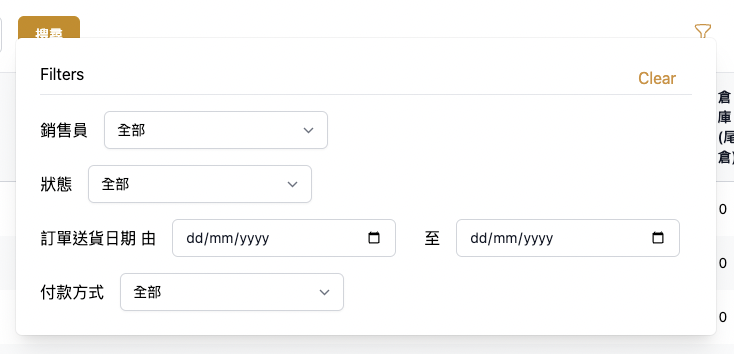 搜尋
Filters
Clear
銷售員 全部
狀態 全部
訂單送貨日期 由 dd/mm/yyyy 至 dd/mm/yyyy
付款方式 全部
倉
庫
(尾
倉)
0
0
0